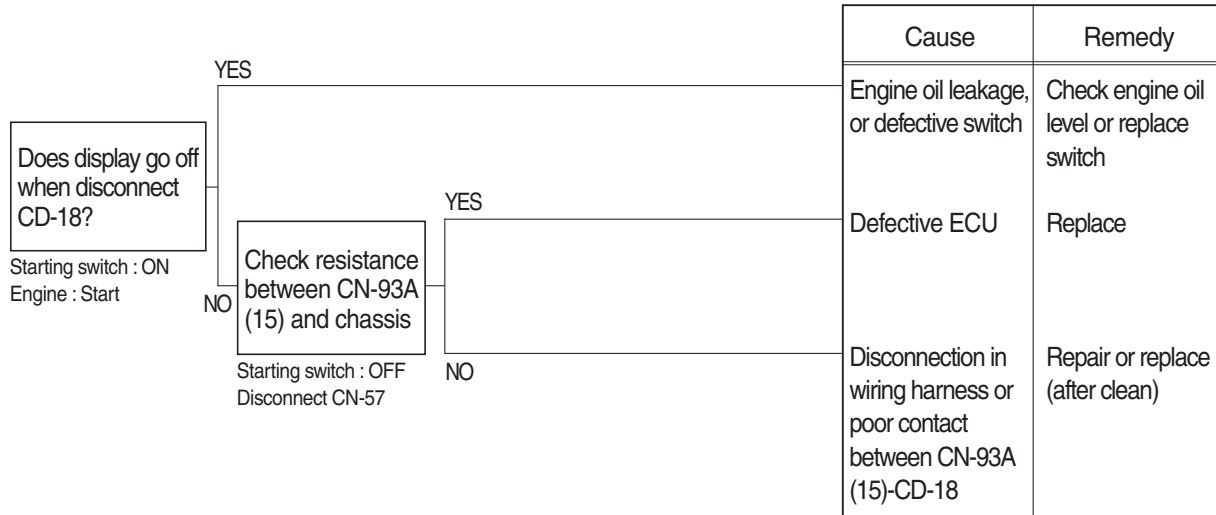 Cause
Remedy
YES
Engine oil leakage,
or defective switch
Check engine oil
level or replace
switch
Does display go off
when disconnect
CD-18?
Starting switch : ON
Engine : Start
YES
Defective ECU
Replace
NO
Check resistance
between CN-93A
(15) and chassis
Starting switch : OFF
Disconnect CN-57
NO
Disconnection in
wiring harness or
poor contact
between CN-93A
(15)-CD-18
Repair or replace
(after clean)